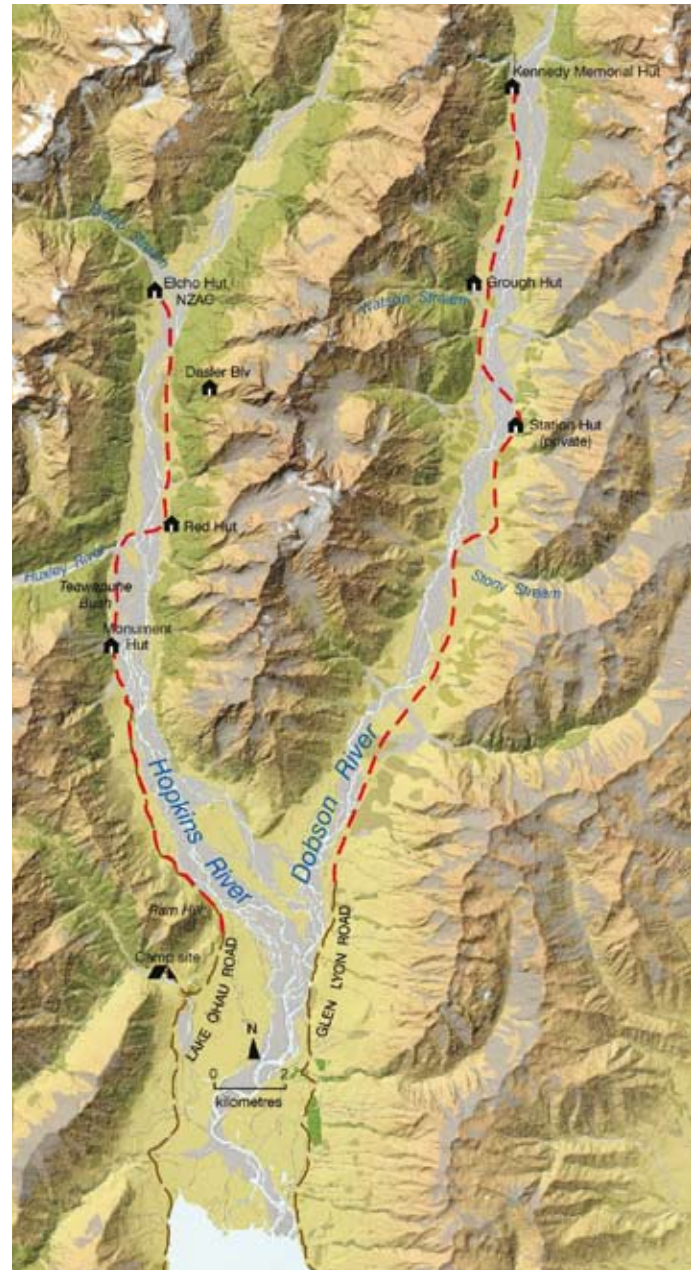 Kennedy Memorial Hut
Elcho Hut
NZAC
Grough Hut
Watson Stream
Dasler Biv
Station Hut
(private)
Red Hut
Huxley River
Stony Stream
Bush
Monument
Hut
Hopkins
River
Dobson
River
Ram Hill
Camp site
LAKE OHAU ROAD
GLEN LYON ROAD
N
0
2
kilometres